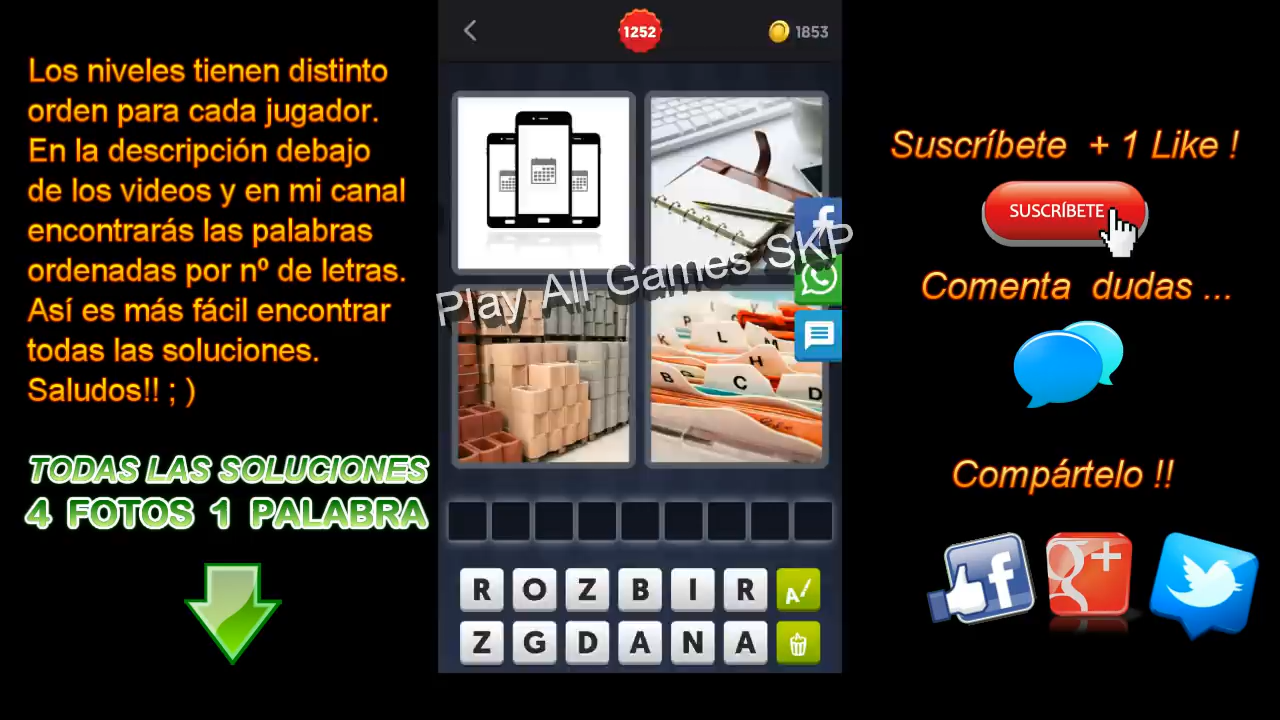 Los niveles tienen distinto
orden para cada jugador.
En la descripción debajo
de los videos y en mi canal
encontrarás las palabras
ordenadas por nº de letras.
Así es más fácil encontrar
todas las soluciones.
Saludos!! ; )
TODAS LAS SOLUCIONES
4 FOTOS 1 PALABRA
1252
1853
Play All Games SKP
K P L M
H
B C D
R O Z B I R A
Z G D A N A
Suscríbete + 1 Like !
SUSCRÍBETE
Comenta dudas ...
Compártelo !!
f g+
f